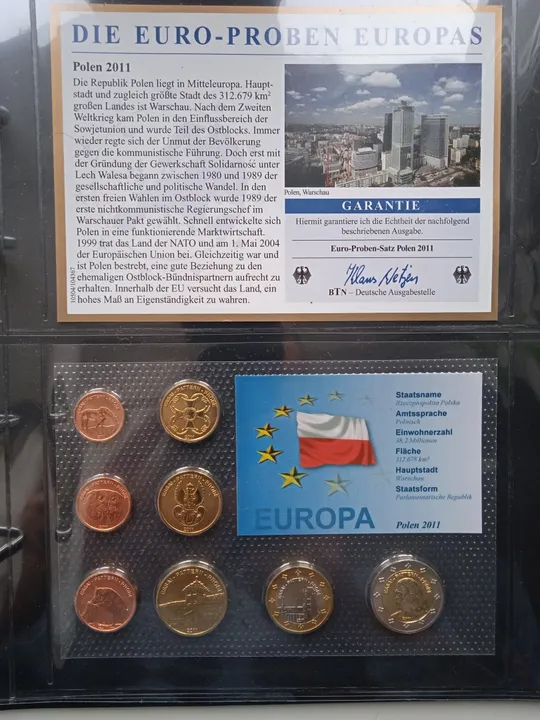 DIE EURO-PROBEN EUROPAS
Polen 2011
Die Republik Polen liegt in Mitteleuropa. Haupt-
stadt und zugleich größte Stadt des 312.679 km²
großen Landes ist Warschau. Nach dem Zweiten
Weltkrieg kam Polen in den Einflussbereich der
Sowjetunion und wurde Teil des Ostblocks. Immer
wieder regte sich der Unmut der Bevölkerung
gegen die kommunistische Führung. Doch erst mit
der Gründung der Gewerkschaft Solidarność unter
Lech Walesa begann zwischen 1980 und 1989 der
gesellschaftliche und politische Wandel. In den
ersten freien Wahlen im Ostblock wurde 1989 der
erste nichtkommunistische Regierungschef im
Warschauer Pakt gewählt. Schnell entwickelte sich
Polen in eine funktionierende Marktwirtschaft.
1999 trat das Land der NATO und am 1. Mai 2004
der Europäischen Union bei. Gleichzeitig war und
ist Polen bestrebt, eine gute Beziehung zu den
ehemaligen Ostblock-Bündnispartnern aufrecht zu
erhalten. Innerhalb der EU versucht das Land, ein
hohes Maß an Eigenständigkeit zu wahren.
Polen, Warschau
GARANTIE
Hiermit garantiere ich die Echtheit der nachfolgend
beschriebenen Ausgabe.
Euro-Proben-Satz Polen 2011
BTN – Deutsche Ausgabestelle
Staatsname
Rzeczpospolita Polska
Amtssprache
Polnisch
Einwohnerzahl
38,2 Millionen
Fläche
312.679 km²
Hauptstadt
Warschau
Staatsform
Parlamentarische Republik
EUROPA
Polen 2011